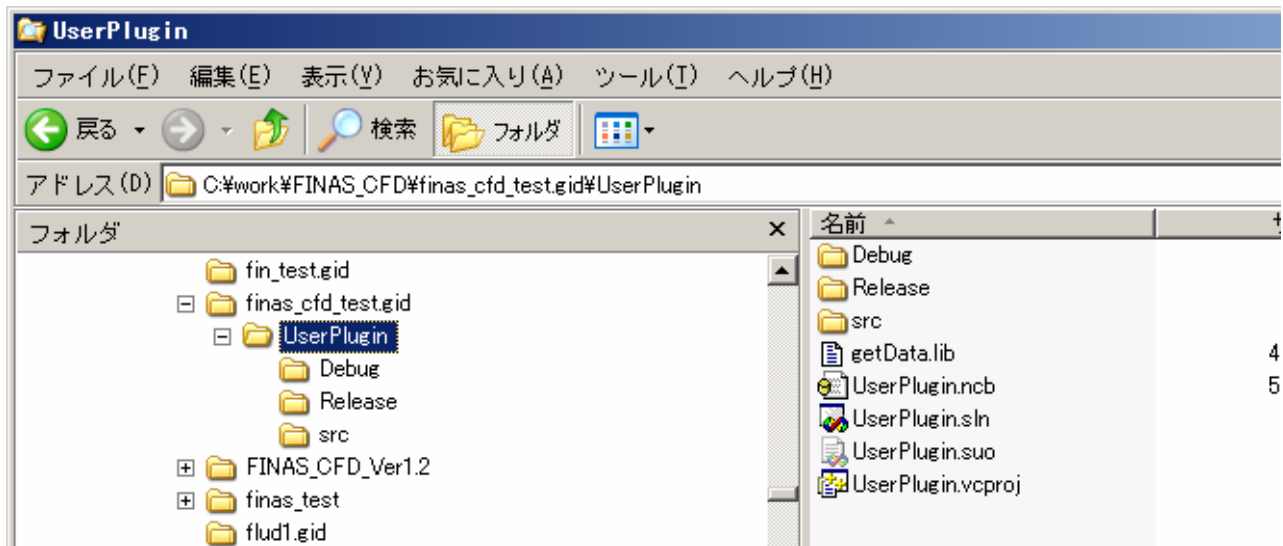 UserPlugin
ファイル(F) 編集(E) 表示(V) お気に入り(A) ツール(T) ヘルプ(H)
戻る 検索 フォルダ
アドレス(D) C:¥work¥FINAS_CFD¥finas_cfd_test.gid¥UserPlugin
フォルダ
fin_test.gid
finas_cfd_test.gid
UserPlugin
Debug
Release
src
FINAS_CFD_Ver1.2
finas_test
flud1.gid
名前
Debug
Release
src
getData.lib 4
UserPlugin.ncb 5
UserPlugin.sln
UserPlugin.suo
UserPlugin.vcproj